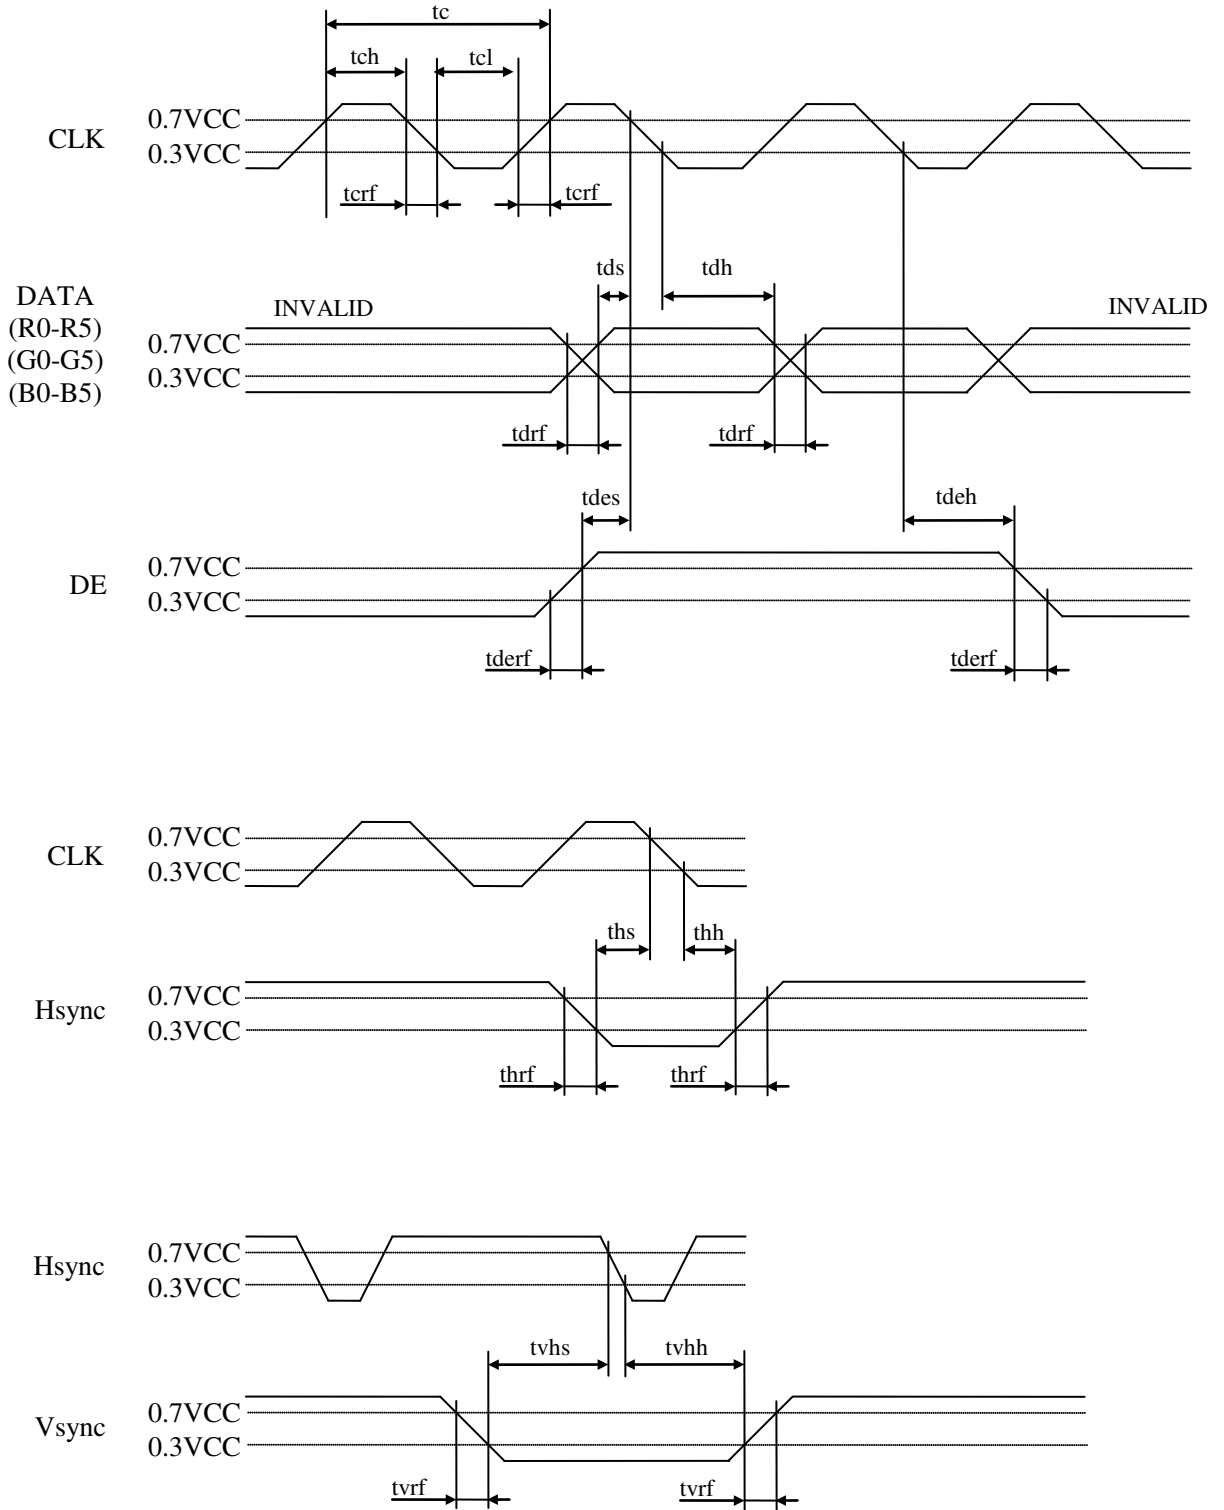 tc
tch tcl
CLK
0.7VCC
0.3VCC
tcrf tcrf
tds tdh
DATA
(R0-R5)
(G0-G5)
(B0-B5)
INVALID INVALID
0.7VCC
0.3VCC
tdrf tdrf
tdes tdeh
DE
0.7VCC
0.3VCC
tderf tderf
CLK
0.7VCC
0.3VCC
ths thh
Hsync
0.7VCC
0.3VCC
thrf thrf
Hsync
0.7VCC
0.3VCC
tvhs tvhh
Vsync
0.7VCC
0.3VCC
tvrf tvrf